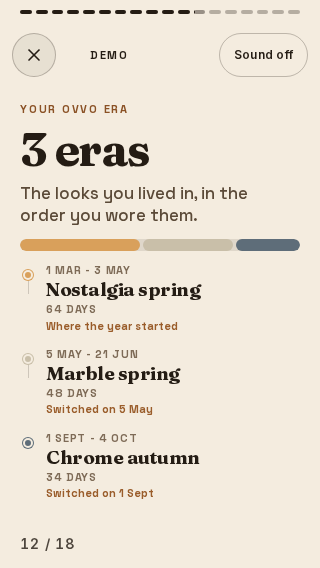 DEMO
Sound off
YOUR OVVO ERA
3 eras
The looks you lived in, in the
order you wore them.
1 MAR - 3 MAY
Nostalgia spring
64 DAYS
Where the year started
5 MAY - 21 JUN
Marble spring
48 DAYS
Switched on 5 May
1 SEPT - 4 OCT
Chrome autumn
34 DAYS
Switched on 1 Sept
12 / 18